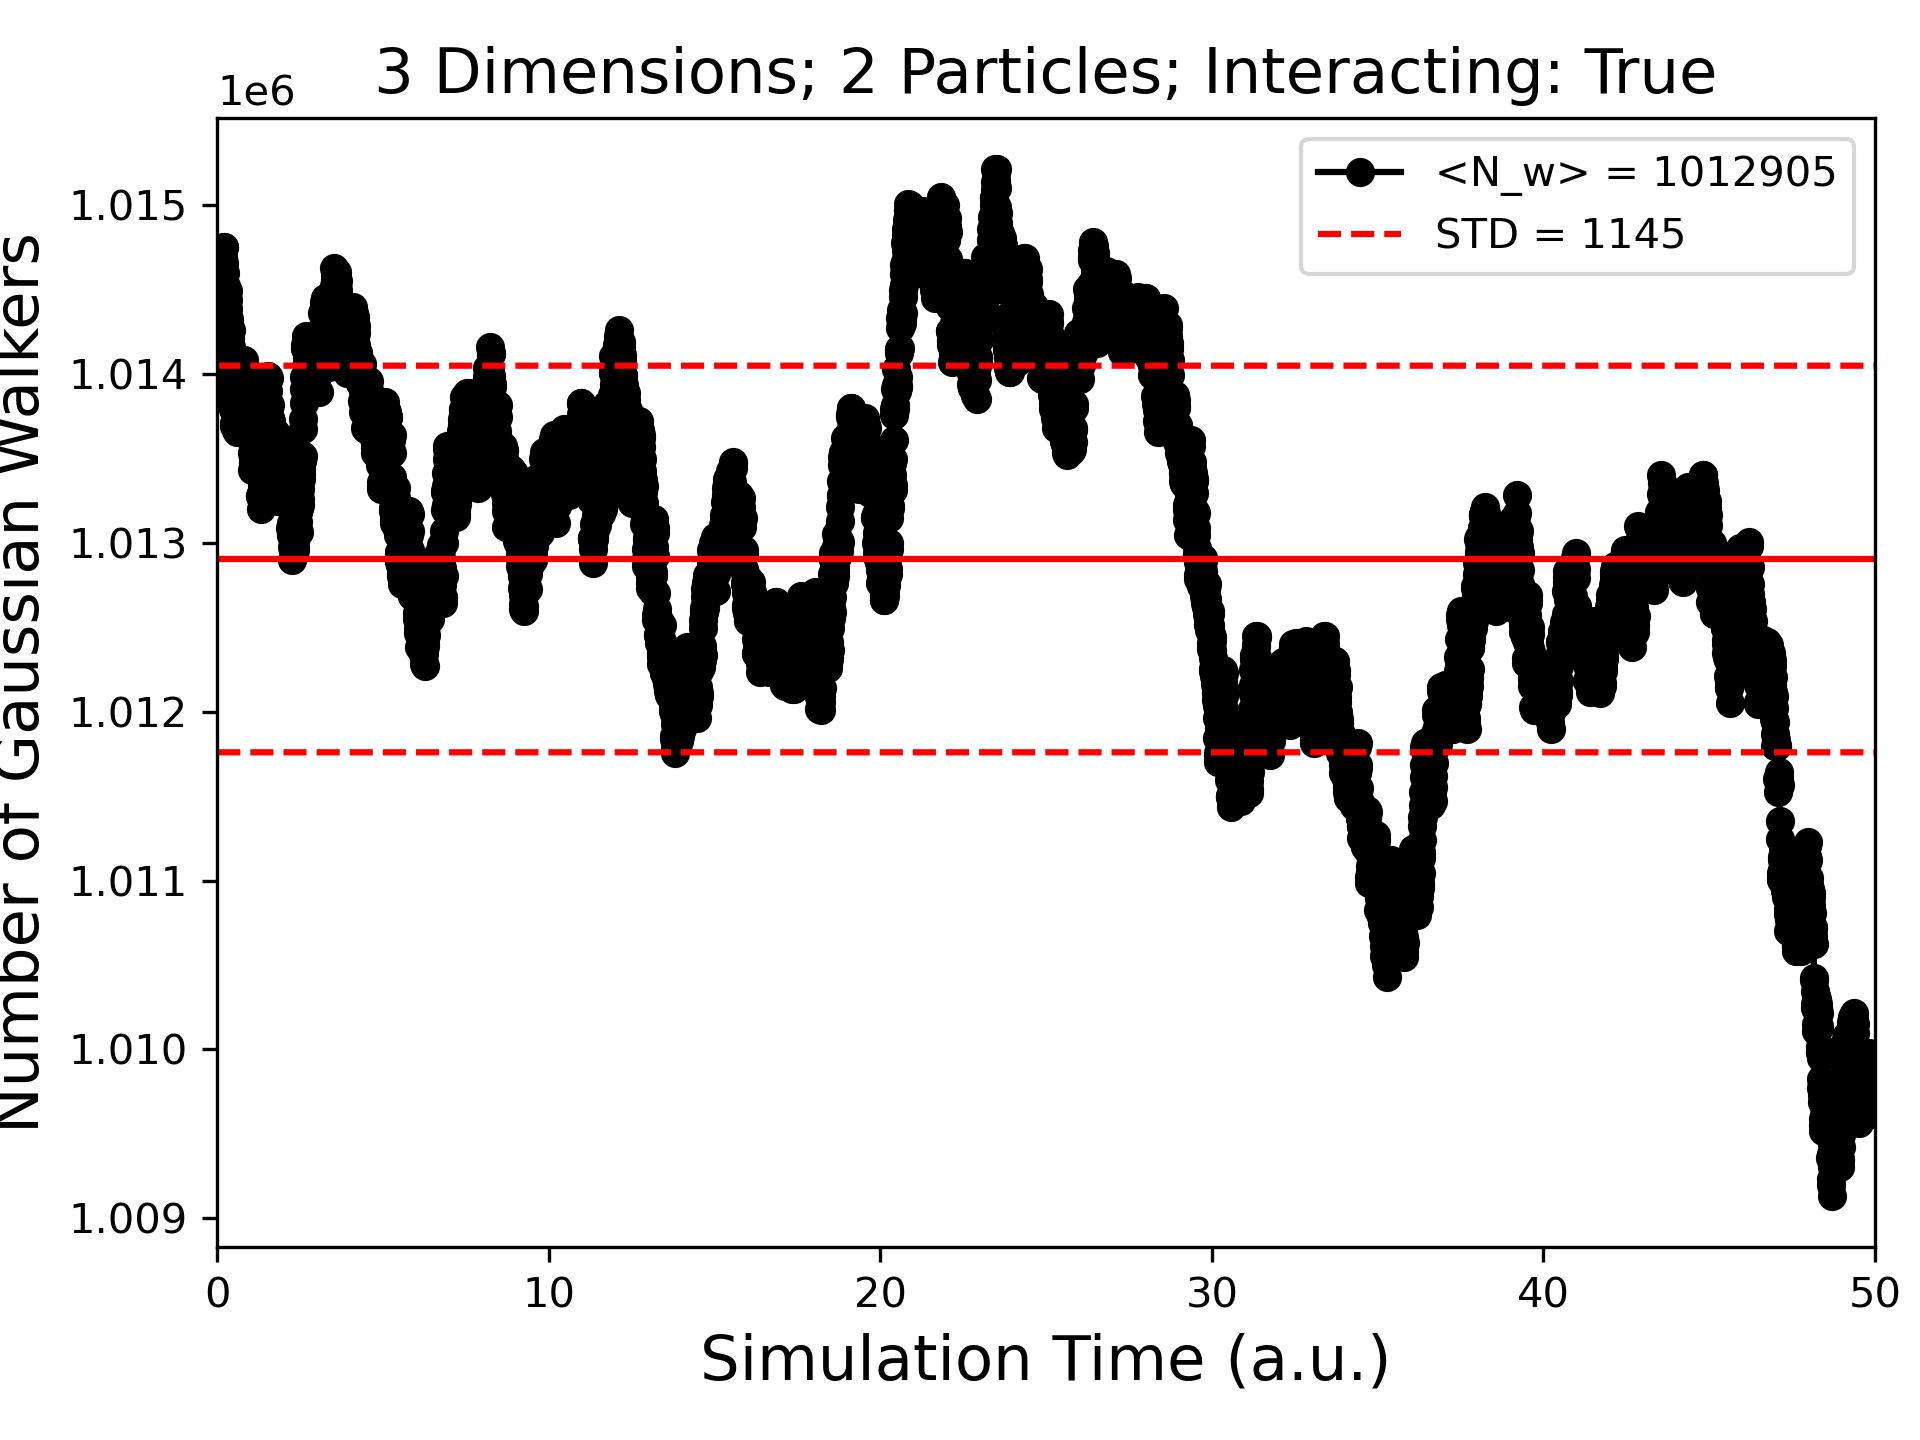 3 Dimensions; 2 Particles; Interacting: True
1e6
<N_w> = 1012905
STD = 1145
1.015
1.014
1.013
1.012
1.011
1.010
1.009
Number of Gaussian Walkers
0 10 20 30 40 50
Simulation Time (a.u.)